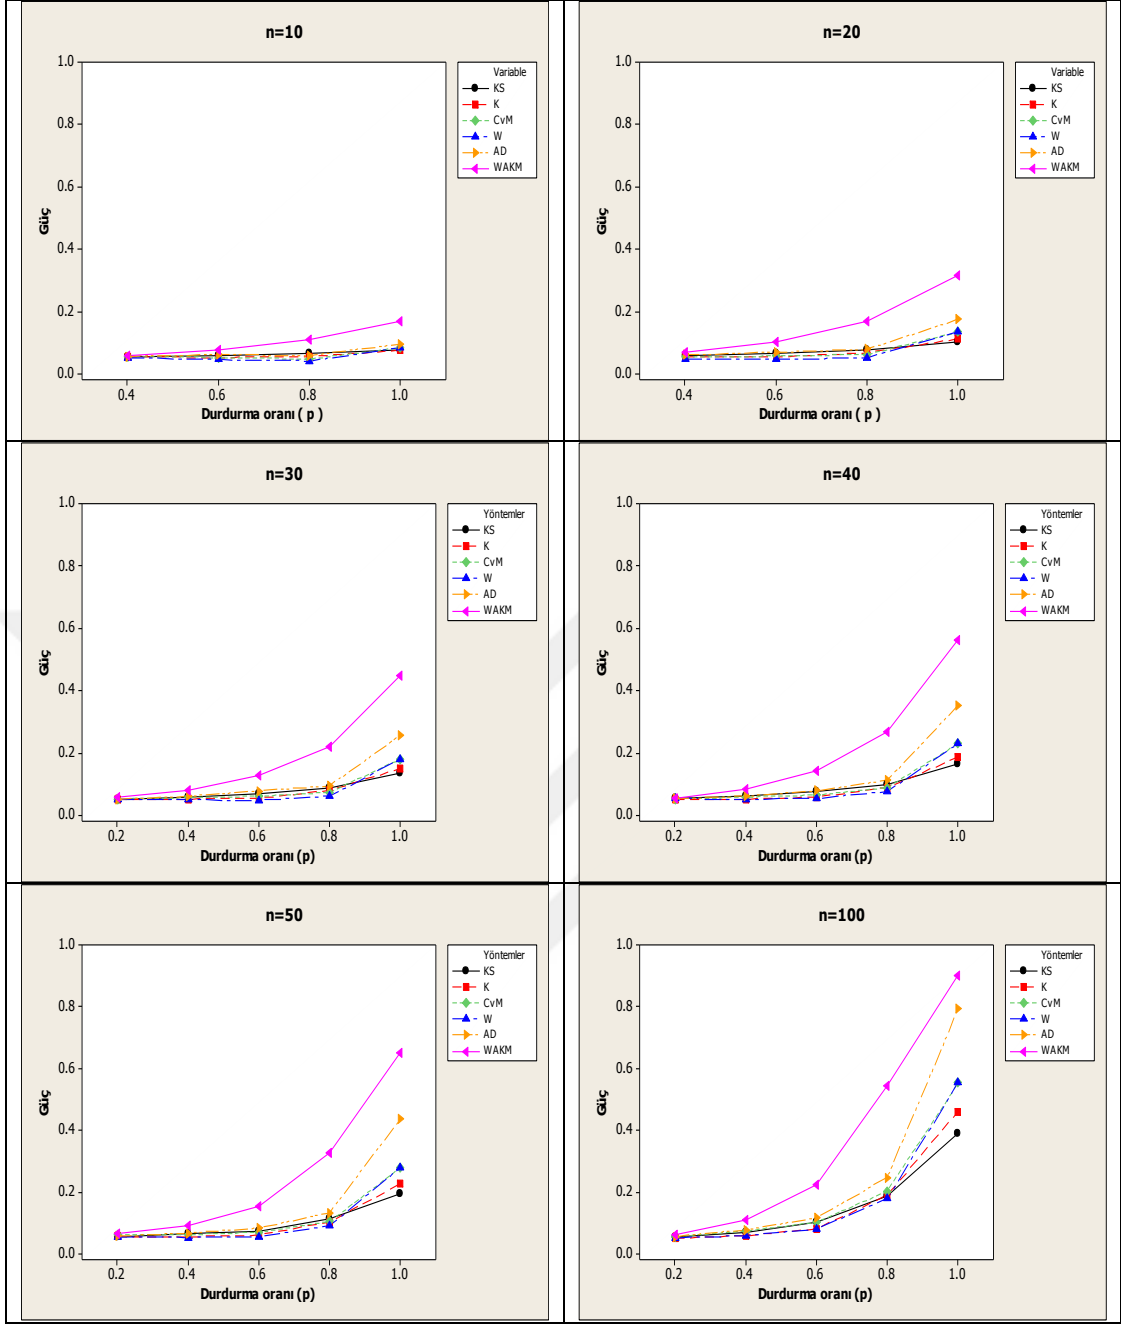 n=10
Güç
1.0
0.8
0.6
0.4
0.2
0.0
0.4 0.6 0.8 1.0
Durdurma oranı ( p )
Variable
KS
K
CvM
W
AD
WAKM
n=20
Güç
1.0
0.8
0.6
0.4
0.2
0.0
0.4 0.6 0.8 1.0
Durdurma oranı ( p )
Variable
KS
K
CvM
W
AD
WAKM
n=30
Güç
1.0
0.8
0.6
0.4
0.2
0.0
0.2 0.4 0.6 0.8 1.0
Durdurma oranı (p)
Yöntemler
KS
K
CvM
W
AD
WAKM
n=40
Güç
1.0
0.8
0.6
0.4
0.2
0.0
0.2 0.4 0.6 0.8 1.0
Durdurma oranı (p)
Yöntemler
KS
K
CvM
W
AD
WAKM
n=50
Güç
1.0
0.8
0.6
0.4
0.2
0.0
0.2 0.4 0.6 0.8 1.0
Durdurma oranı (p)
Yöntemler
KS
K
CvM
W
AD
WAKM
n=100
Güç
1.0
0.8
0.6
0.4
0.2
0.0
0.2 0.4 0.6 0.8 1.0
Durdurma oranı (p)
Yöntemler
KS
K
CvM
W
AD
WAKM